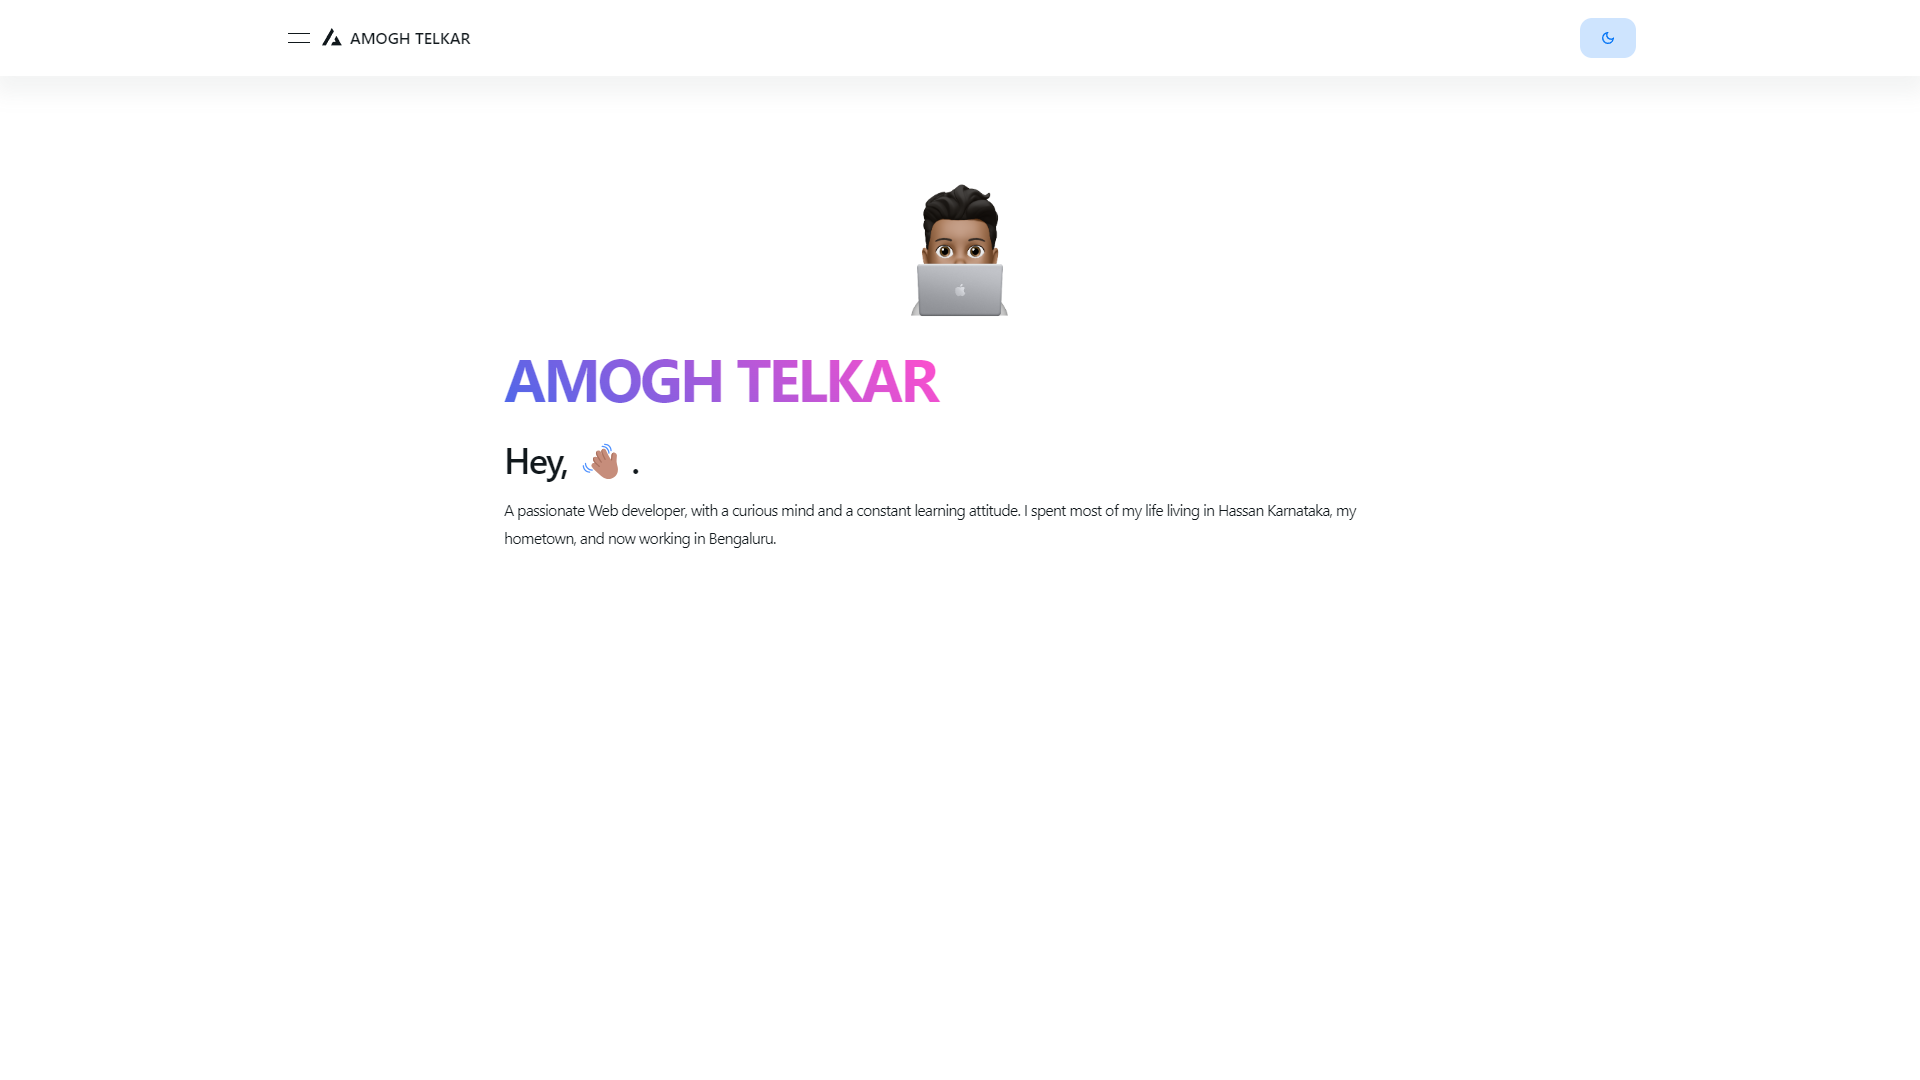 AMOGH TELKAR
AMOGH TELKAR
Hey, 👋🏽 .
A passionate Web developer, with a curious mind and a constant learning attitude. I spent most of my life living in Hassan Karnataka, my
hometown, and now working in Bengaluru.